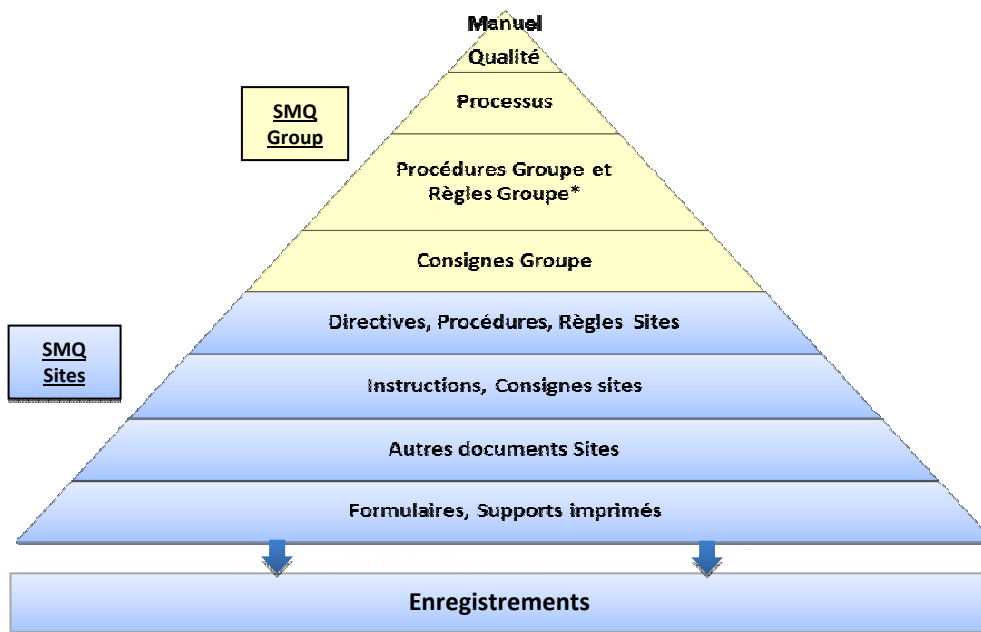 Manuel
Qualité
SMQ
Group
Processus
Procédures Groupe et
Règles Groupe*
Consignes Groupe
SMQ
Sites
Directives, Procédures, Règles Sites
Instructions, Consignes sites
Autres documents Sites
Formulaires, Supports imprimés
Enregistrements